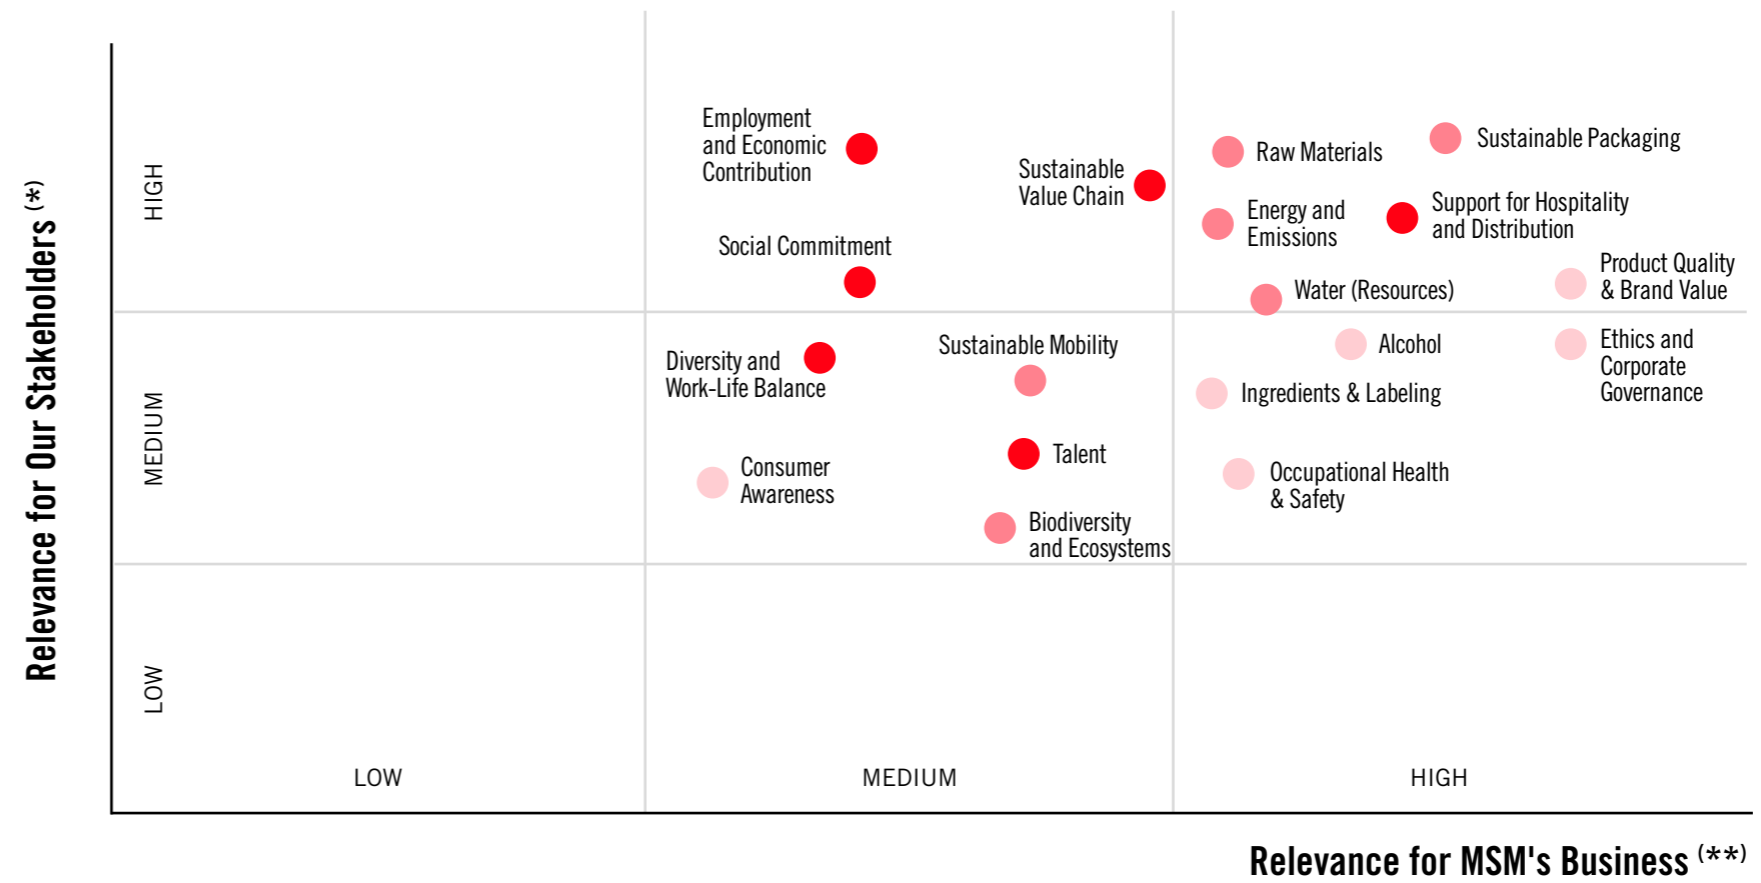 Relevance for Our Stakeholders (*)
HIGH
MEDIUM
LOW
Employment
and Economic
Contribution
Social Commitment
Sustainable
Value Chain
Raw Materials
Sustainable Packaging
Energy and
Emissions
Support for Hospitality
and Distribution
Water (Resources)
Product Quality
& Brand Value
Diversity and
Work-Life Balance
Sustainable Mobility
Talent
Consumer
Awareness
Biodiversity
and Ecosystems
Alcohol
Ethics and
Corporate
Governance
Ingredients & Labeling
Occupational Health
& Safety
LOW
MEDIUM
HIGH
Relevance for MSM's Business (**)